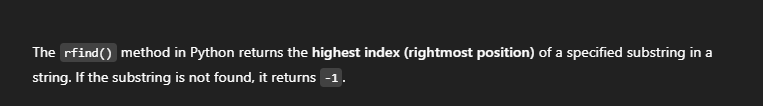 The rfind() method in Python returns the highest index (rightmost position) of a specified substring in a
string. If the substring is not found, it returns -1.